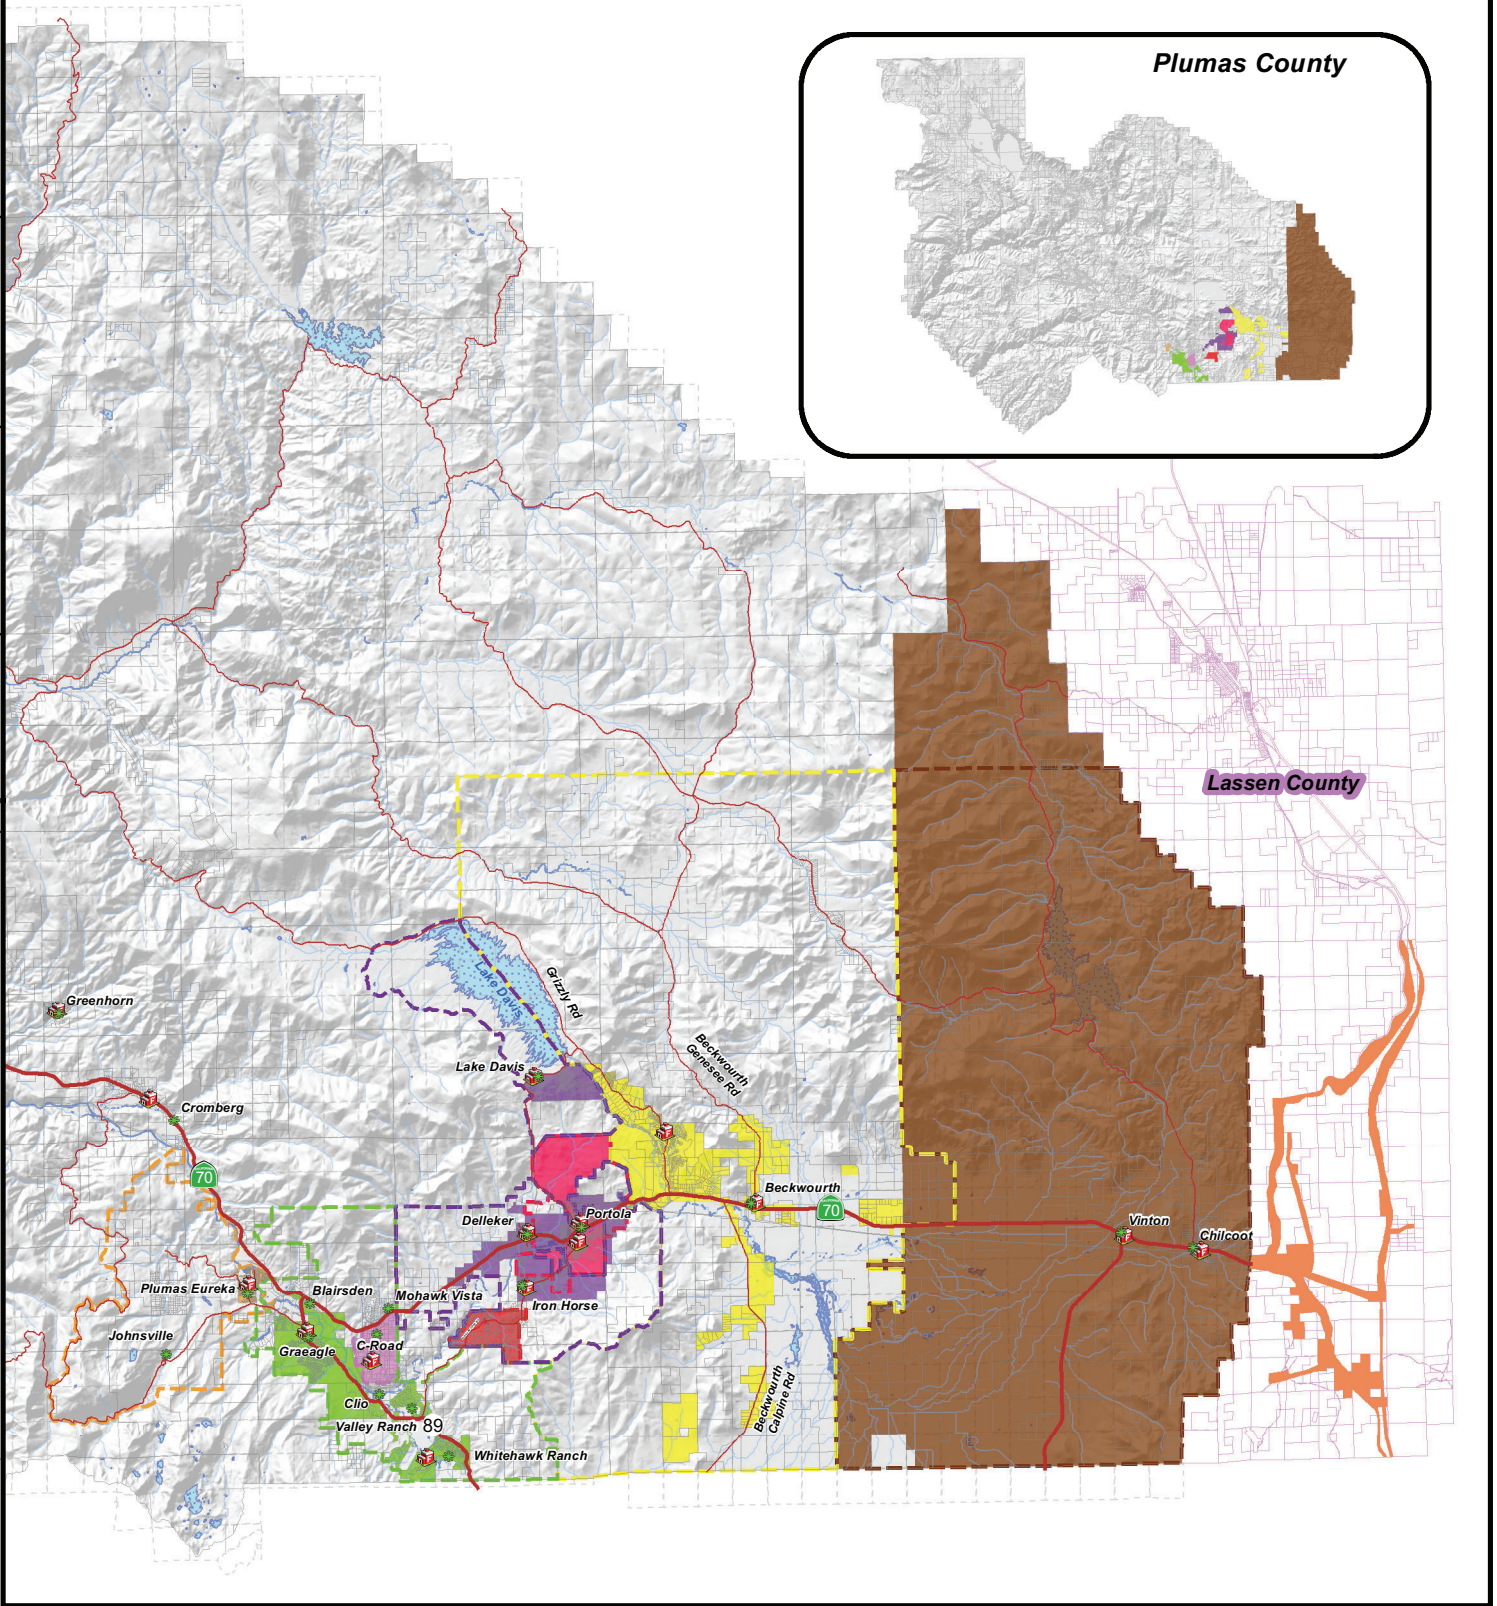 Plumas County
Lassen County
Greenhorn
Lake Davis
Grizzly Rd
Beckwourth
Genesee Rd
Lake Davis
Cromberg
70
Beckwourth
70
Portola
Delleker
Vinton
Chilcoot
Plumas Eureka
Blairsden
Mohawk Vista
Iron Horse
Johnsville
Graeagle
C-Road
Clio
Valley Ranch
89
Beckwourth
Calpine Rd
Whitehawk Ranch